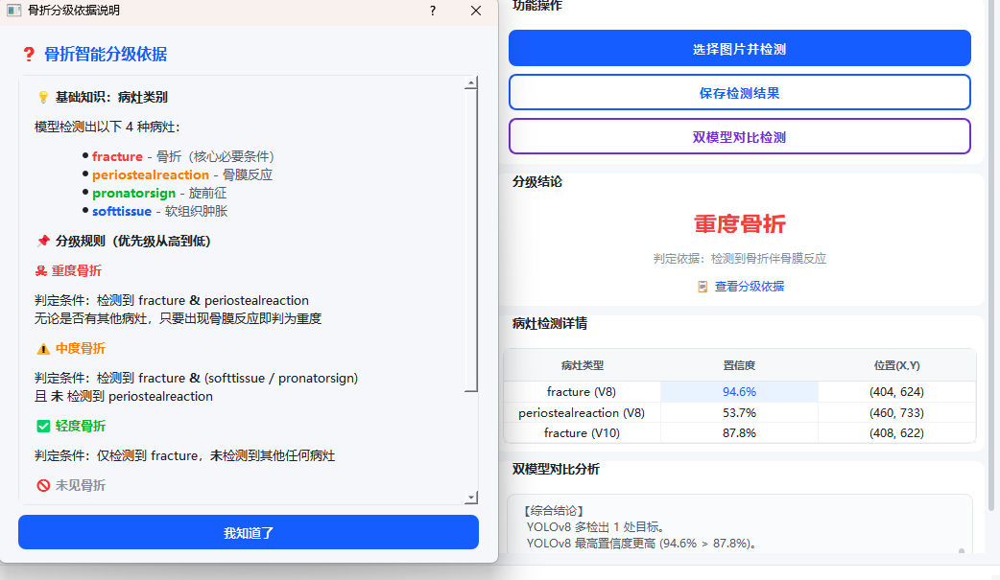 骨折分级依据说明
?
骨折智能分级依据
基础知识：病灶类别
模型检测出以下 4 种病灶：
fracture - 骨折（核心必要条件）
periostealreaction - 骨膜反应
pronatorsign - 旋前征
softtissue - 软组织肿胀
分级规则（优先级从高到低）
重度骨折
判定条件：检测到 fracture & periostealreaction
无论是否有其他病灶，只要出现骨膜反应即判为重度
中度骨折
判定条件：检测到 fracture & (softtissue / pronatorsign)
且 未 检测到 periostealreaction
轻度骨折
判定条件：仅检测到 fracture，未检测到其他任何病灶
未见骨折
我知道了
功能操作
选择图片并检测
保存检测结果
双模型对比检测
分级结论
重度骨折
判定依据：检测到骨折伴骨膜反应
查看分级依据
病灶检测详情
病灶类型 置信度 位置(X,Y)
fracture (V8) 94.6% (404, 624)
periostealreaction (V8) 53.7% (460, 733)
fracture (V10) 87.8% (408, 622)
双模型对比分析
【综合结论】
YOLOv8 多检出 1 处目标。
YOLOv8 最高置信度更高 (94.6% > 87.8%)。